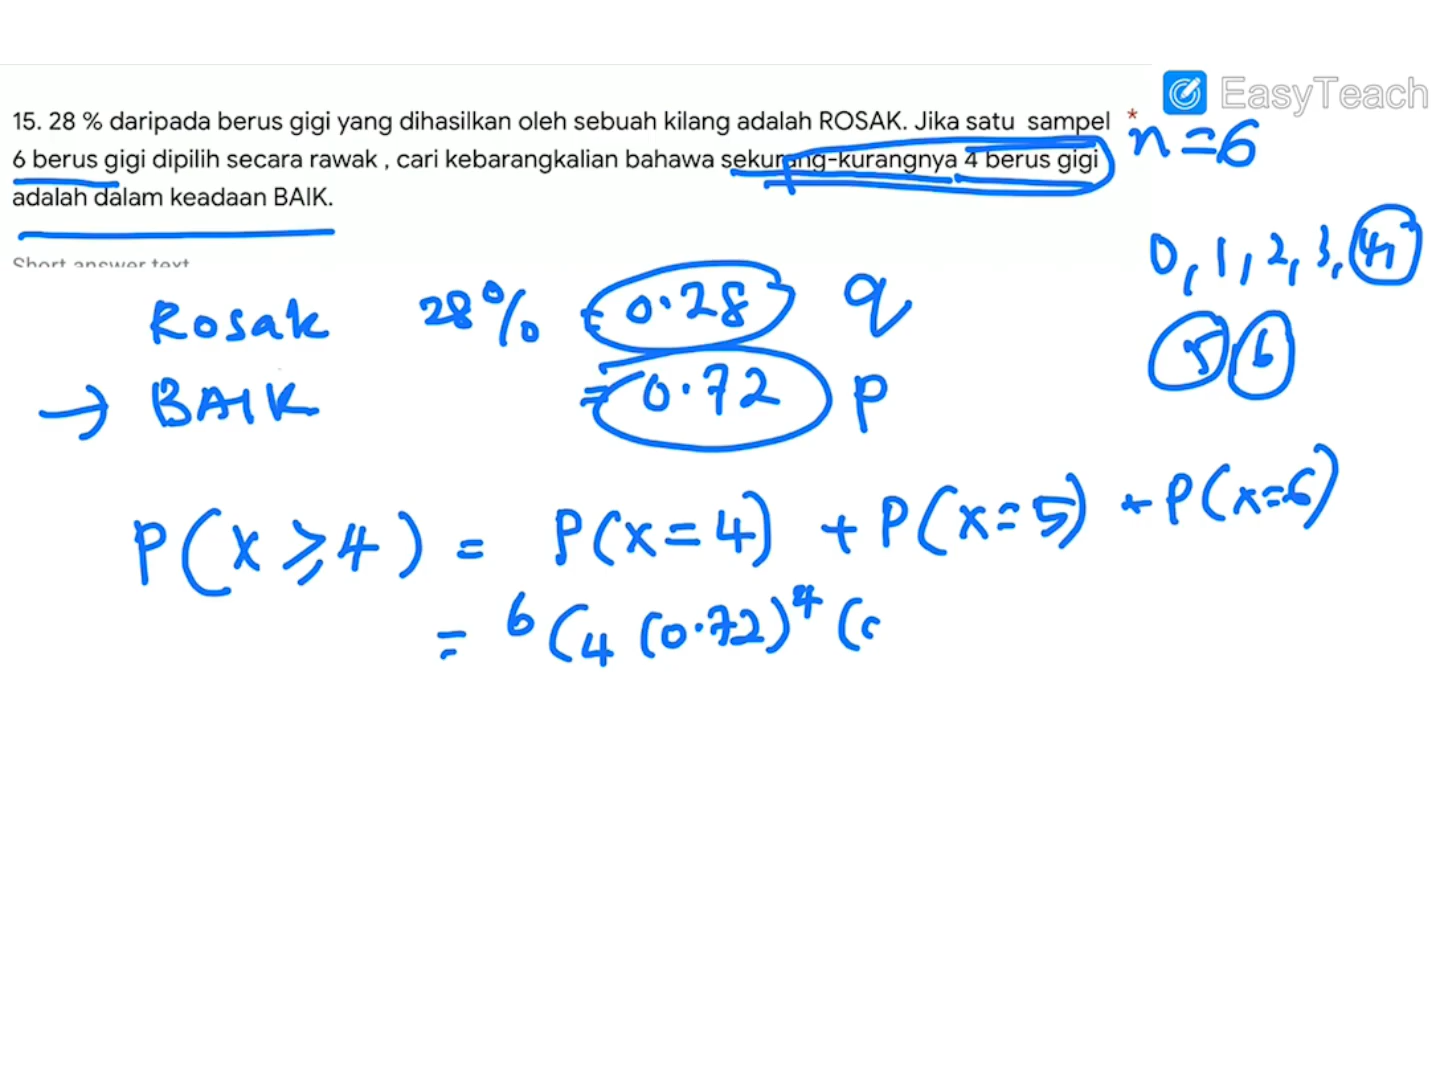 EasyTeach
15. 28 % daripada berus gigi yang dihasilkan oleh sebuah kilang adalah ROSAK. Jika satu sampel *
6 berus gigi dipilih secara rawak , cari kebarangkalian bahawa sekurang-kurangnya 4 berus gigi
adalah dalam keadaan BAIK.
n=6
Short answer text
0, 1, 2, 3, 4,
5 6
Rosak 28% = 0.28 q
→ BAIK = 0.72 p
P(x ⩾ 4) = P(x=4) + P(x=5) + P(x=6)
= ⁶C₄ (0.72)⁴ (